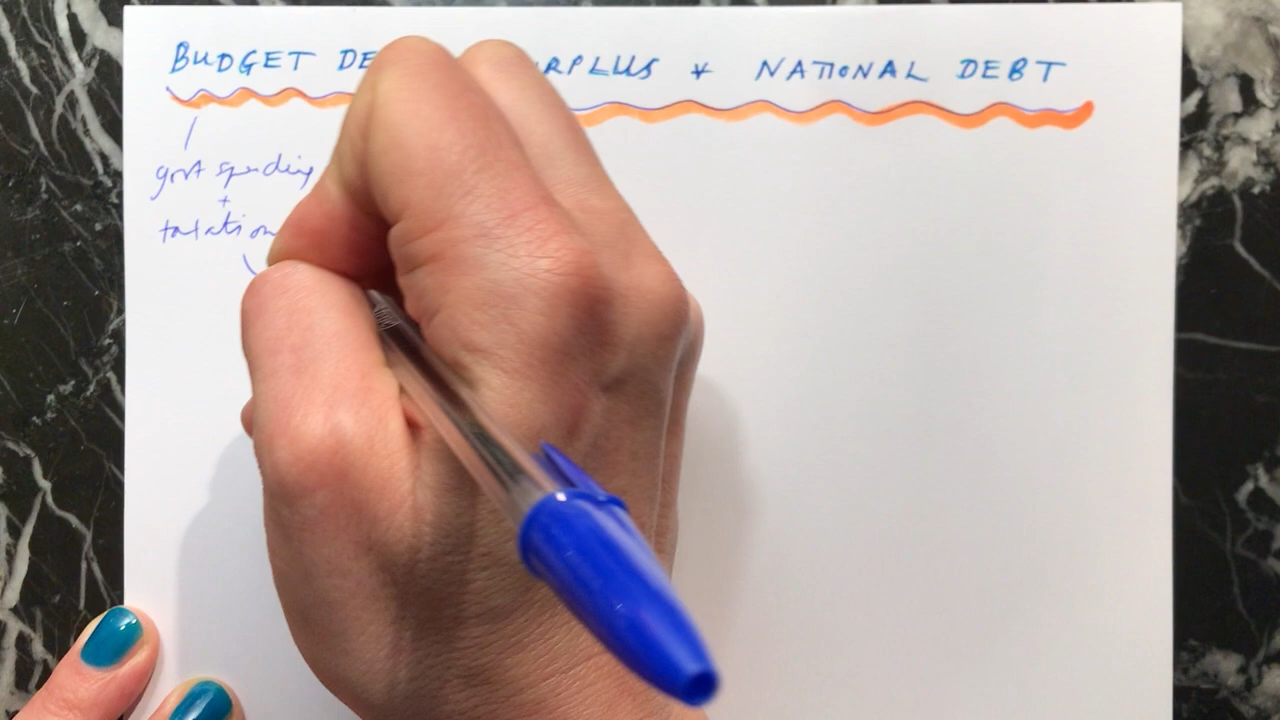 BUDGET DE RPLUS + NATIONAL DEBT
govt spending
+
taxation